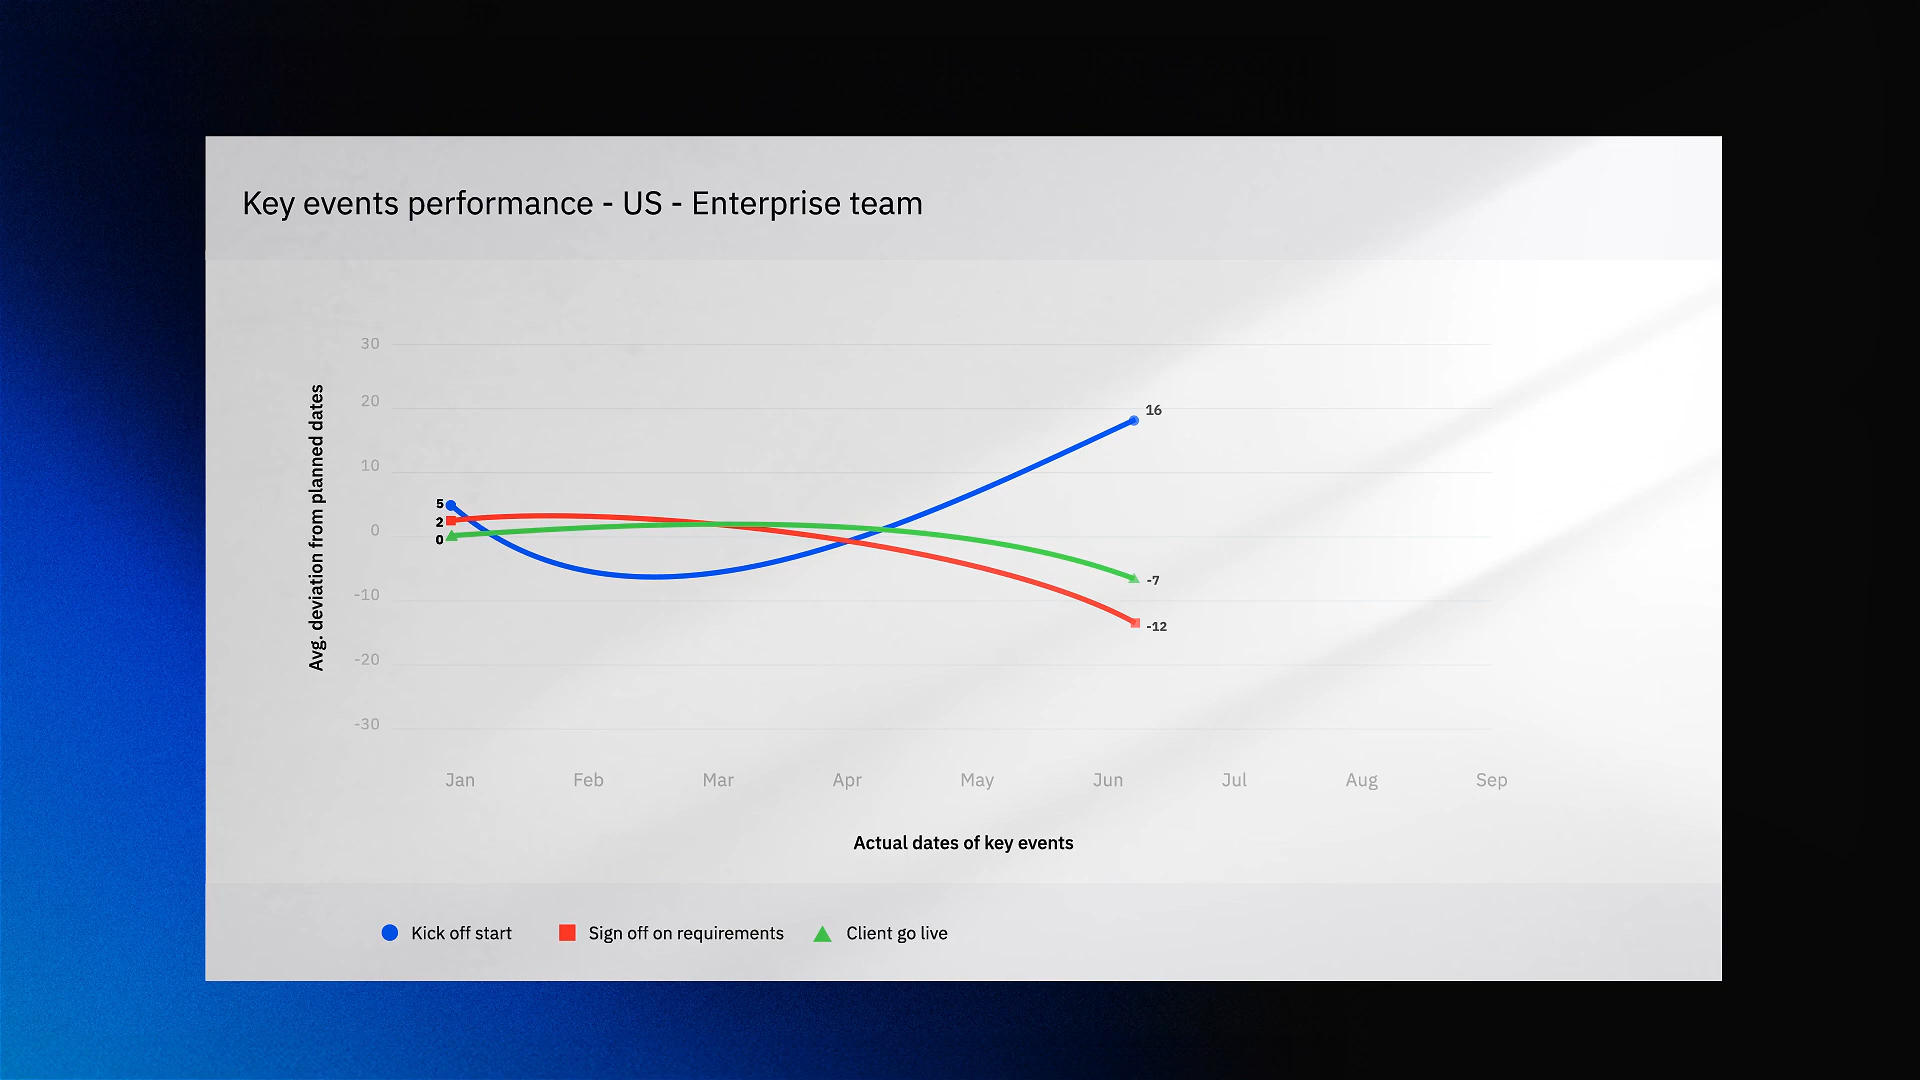 Key events performance - US - Enterprise team
Avg. deviation from planned dates
30
20
10
0
-10
-20
-30
5
2
0
16
-7
-12
Jan Feb Mar Apr May Jun Jul Aug Sep
Actual dates of key events
Kick off start Sign off on requirements Client go live